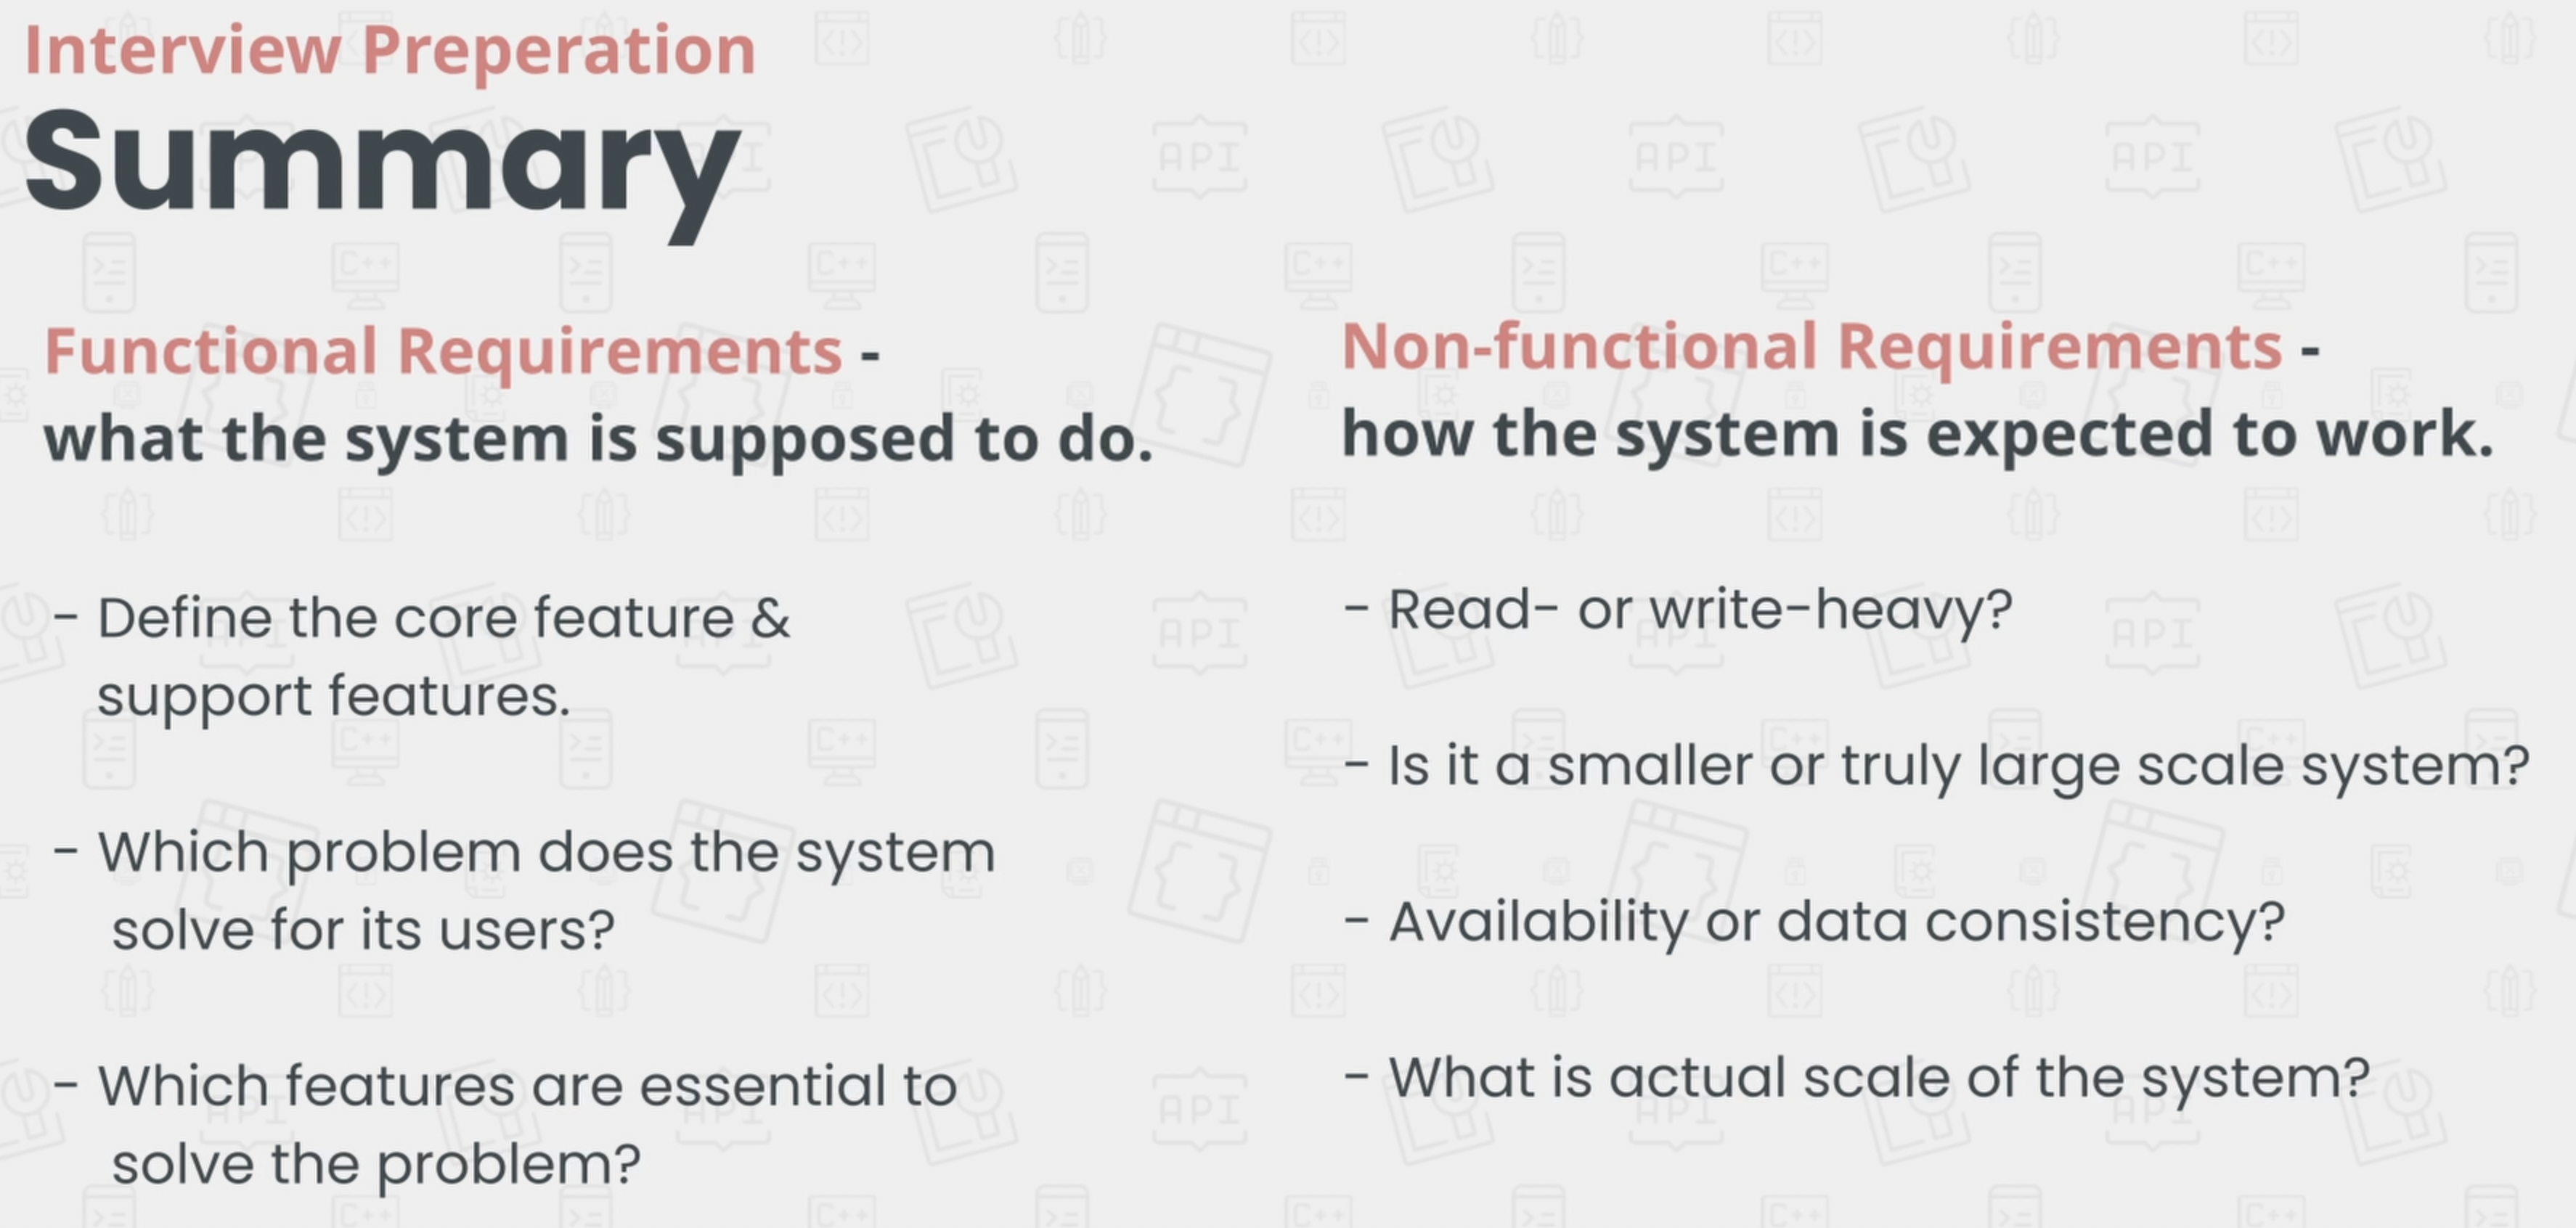 Interview Preperation
Summary
Functional Requirements -
what the system is supposed to do.
- Define the core feature &
support features.
- Which problem does the system
solve for its users?
- Which features are essential to
solve the problem?
Non-functional Requirements -
how the system is expected to work.
- Read- or write-heavy?
- Is it a smaller or truly large scale system?
- Availability or data consistency?
- What is actual scale of the system?